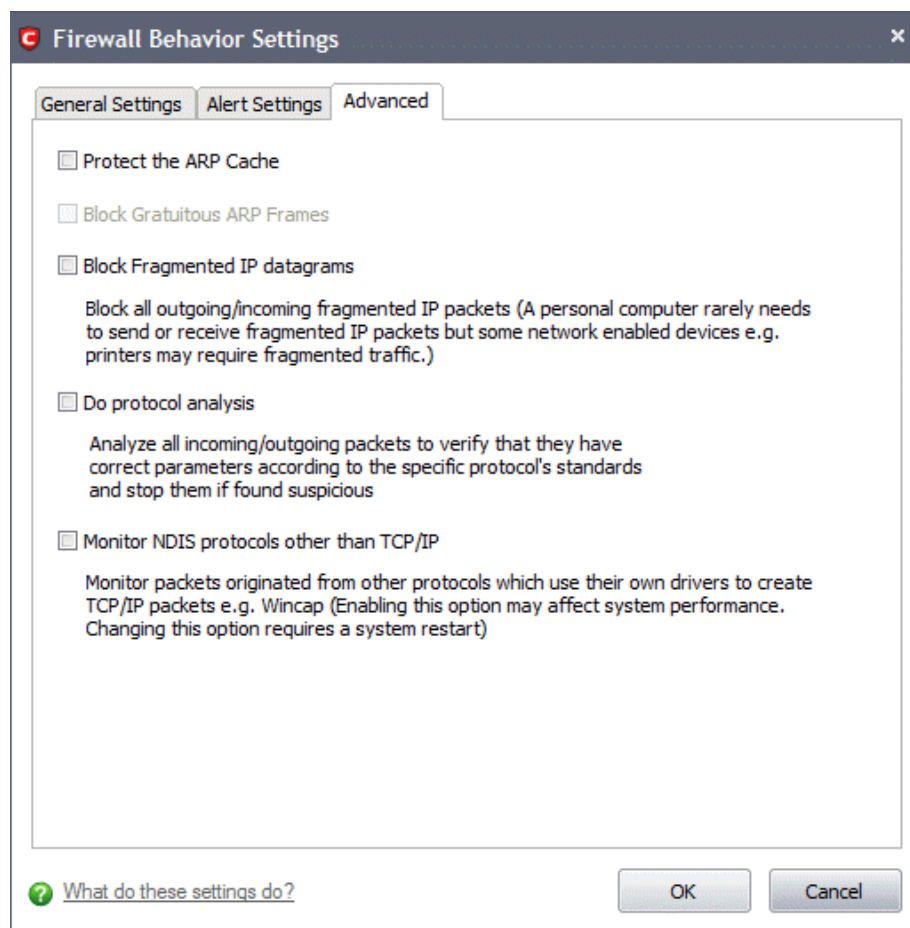 Firewall Behavior Settings
General Settings
Alert Settings
Advanced
Protect the ARP Cache
Block Gratuitous ARP Frames
Block Fragmented IP datagrams
Block all outgoing/incoming fragmented IP packets (A personal computer rarely needs
to send or receive fragmented IP packets but some network enabled devices e.g.
printers may require fragmented traffic.)
Do protocol analysis
Analyze all incoming/outgoing packets to verify that they have
correct parameters according to the specific protocol's standards
and stop them if found suspicious
Monitor NDIS protocols other than TCP/IP
Monitor packets originated from other protocols which use their own drivers to create
TCP/IP packets e.g. Wincap (Enabling this option may affect system performance.
Changing this option requires a system restart)
What do these settings do?
OK
Cancel